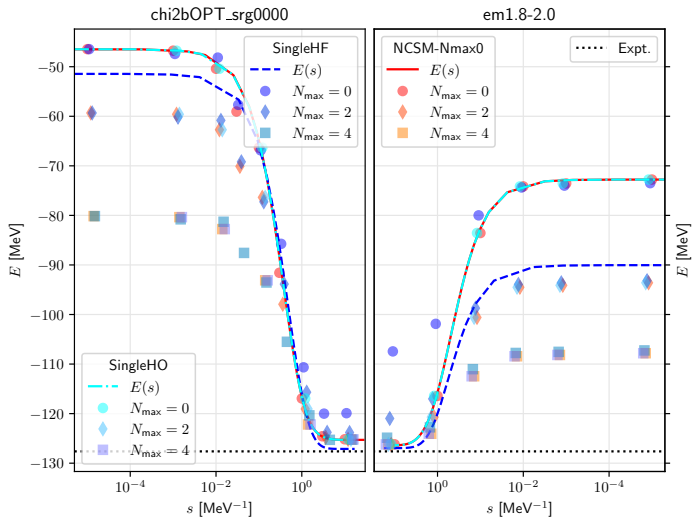 chi2bOPT_srg0000
em1.8-2.0
SingleHF
E(s)
N_max = 0
N_max = 2
N_max = 4
NCSM-Nmax0
E(s)
N_max = 0
N_max = 2
N_max = 4
Expt.
SingleHO
E(s)
N_max = 0
N_max = 2
N_max = 4
E [MeV]
−50
−60
−70
−80
−90
−100
−110
−120
−130
E [MeV]
10⁻⁴
10⁻²
10⁰
10⁰
10⁻²
10⁻⁴
s [MeV⁻¹]
s [MeV⁻¹]